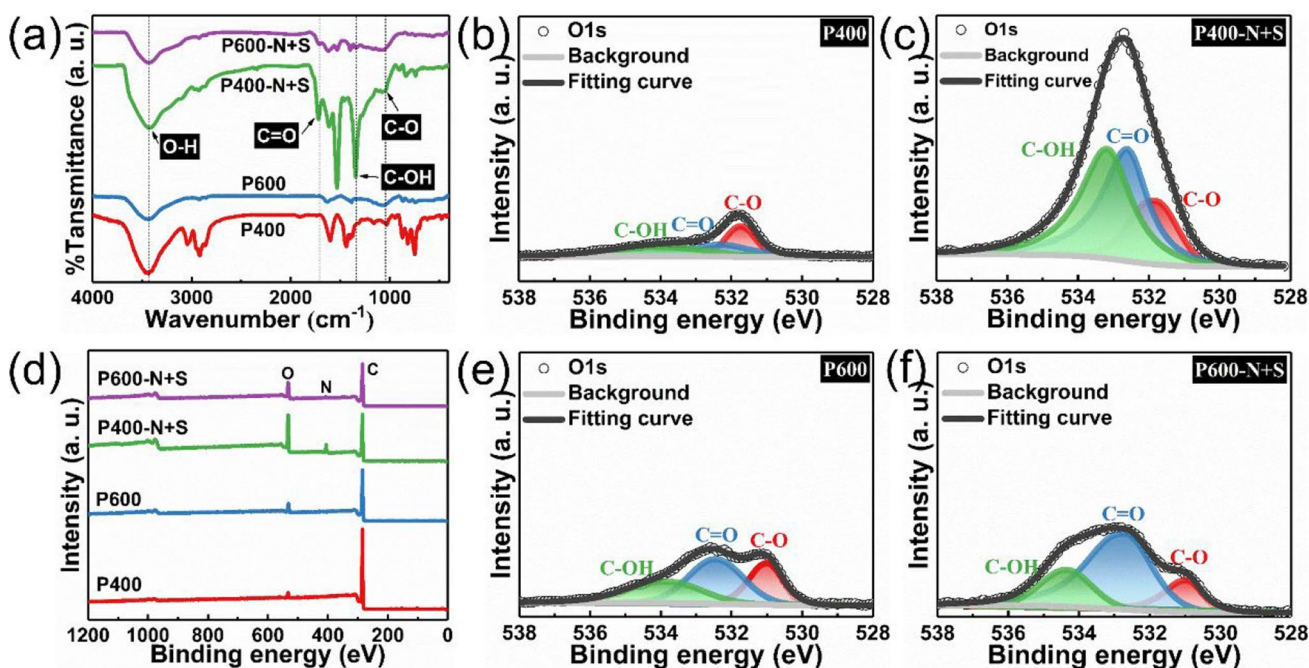 (a)
P600-N+S
P400-N+S
O-H
C=O
C-O
C-OH
P600
P400
%Transmittance (a. u.)
4000 3000 2000 1000
Wavenumber (cm⁻¹)
(b)
O1s
Background
Fitting curve
P400
C-OH
C=O
C-O
Intensity (a. u.)
538 536 534 532 530 528
Binding energy (eV)
(c)
O1s
Background
Fitting curve
P400-N+S
C-OH
C=O
C-O
Intensity (a. u.)
538 536 534 532 530 528
Binding energy (eV)
(d)
P600-N+S
O
N
C
P400-N+S
P600
P400
Intensity (a. u.)
1200 1000 800 600 400 200 0
Binding energy (eV)
(e)
O1s
Background
Fitting curve
P600
C-OH
C=O
C-O
Intensity (a. u.)
538 536 534 532 530 528
Binding energy (eV)
(f)
O1s
Background
Fitting curve
P600-N+S
C-OH
C=O
C-O
Intensity (a. u.)
538 536 534 532 530 528
Binding energy (eV)